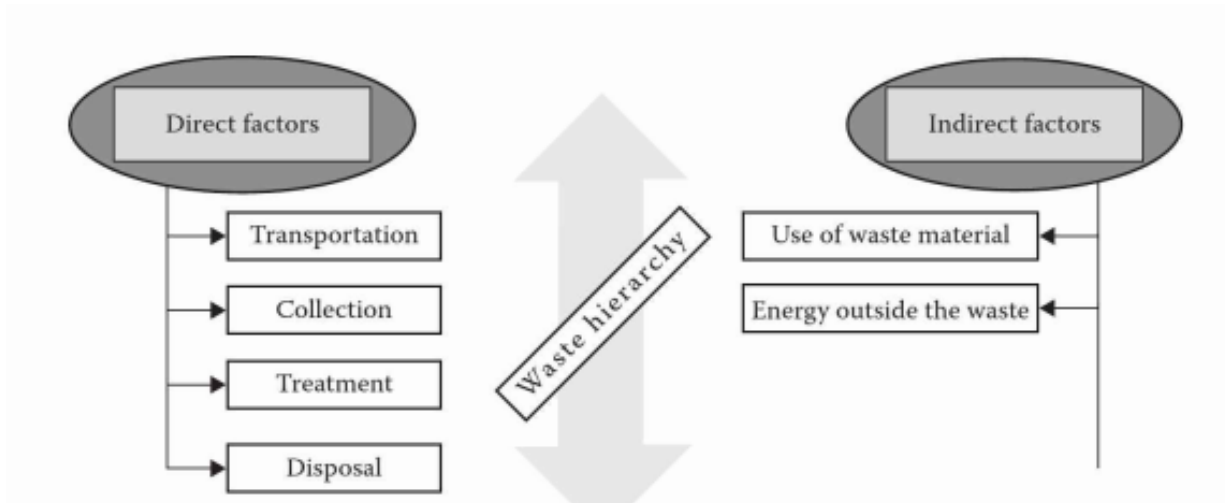 Direct factors
Transportation
Collection
Treatment
Disposal
Waste hierarchy
Indirect factors
Use of waste material
Energy outside the waste